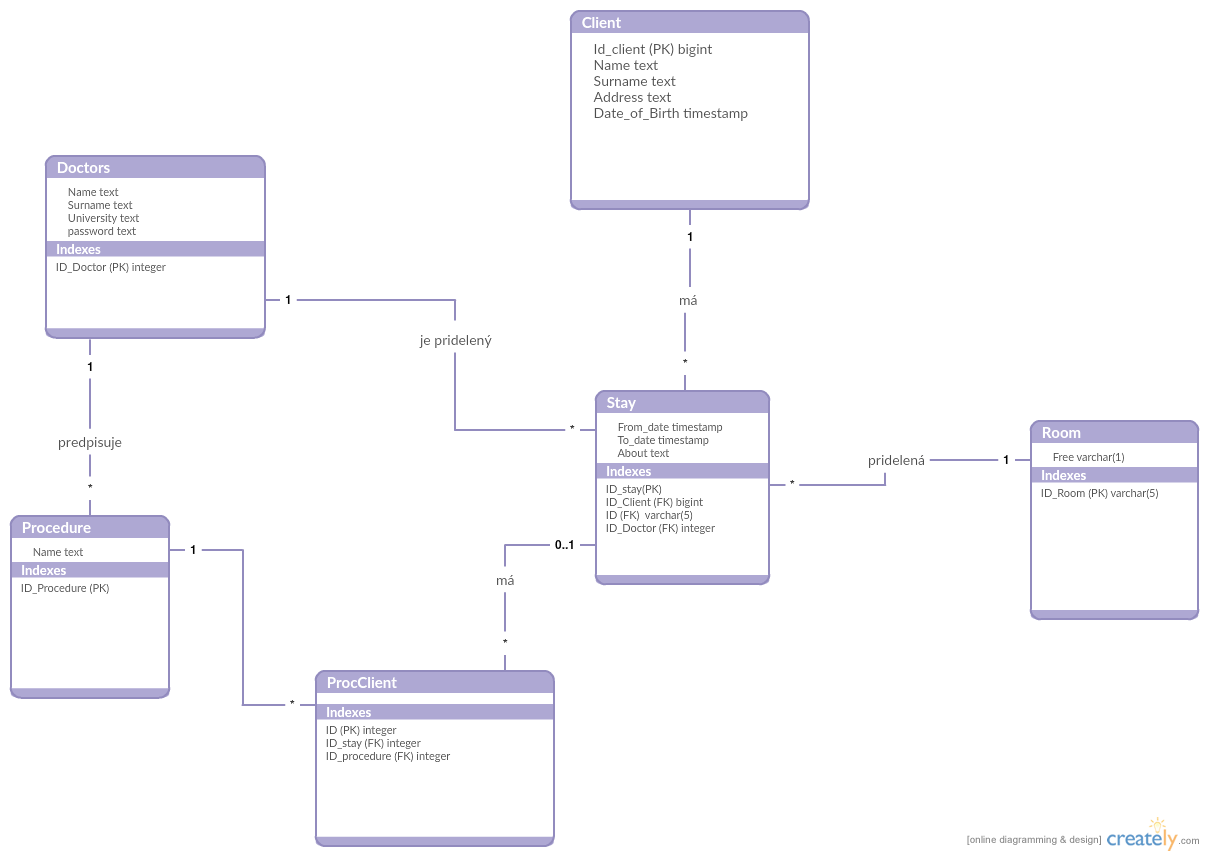 Client
Id_client (PK) bigint
Name text
Surname text
Address text
Date_of_Birth timestamp
Doctors
Name text
Surname text
University text
password text
Indexes
ID_Doctor (PK) integer
1
1
má
*
1
je pridelený
*
1
predpisuje
*
Stay
From_date timestamp
To_date timestamp
About text
Indexes
ID_stay(PK)
ID_Client (FK) bigint
ID (FK) varchar(5)
ID_Doctor (FK) integer
*
pridelená
1
Room
Free varchar(1)
Indexes
ID_Room (PK) varchar(5)
Procedure
Name text
Indexes
ID_Procedure (PK)
1
*
0..1
má
*
ProcClient
Indexes
ID (PK) integer
ID_stay (FK) integer
ID_procedure (FK) integer
[online diagramming & design] creately.com